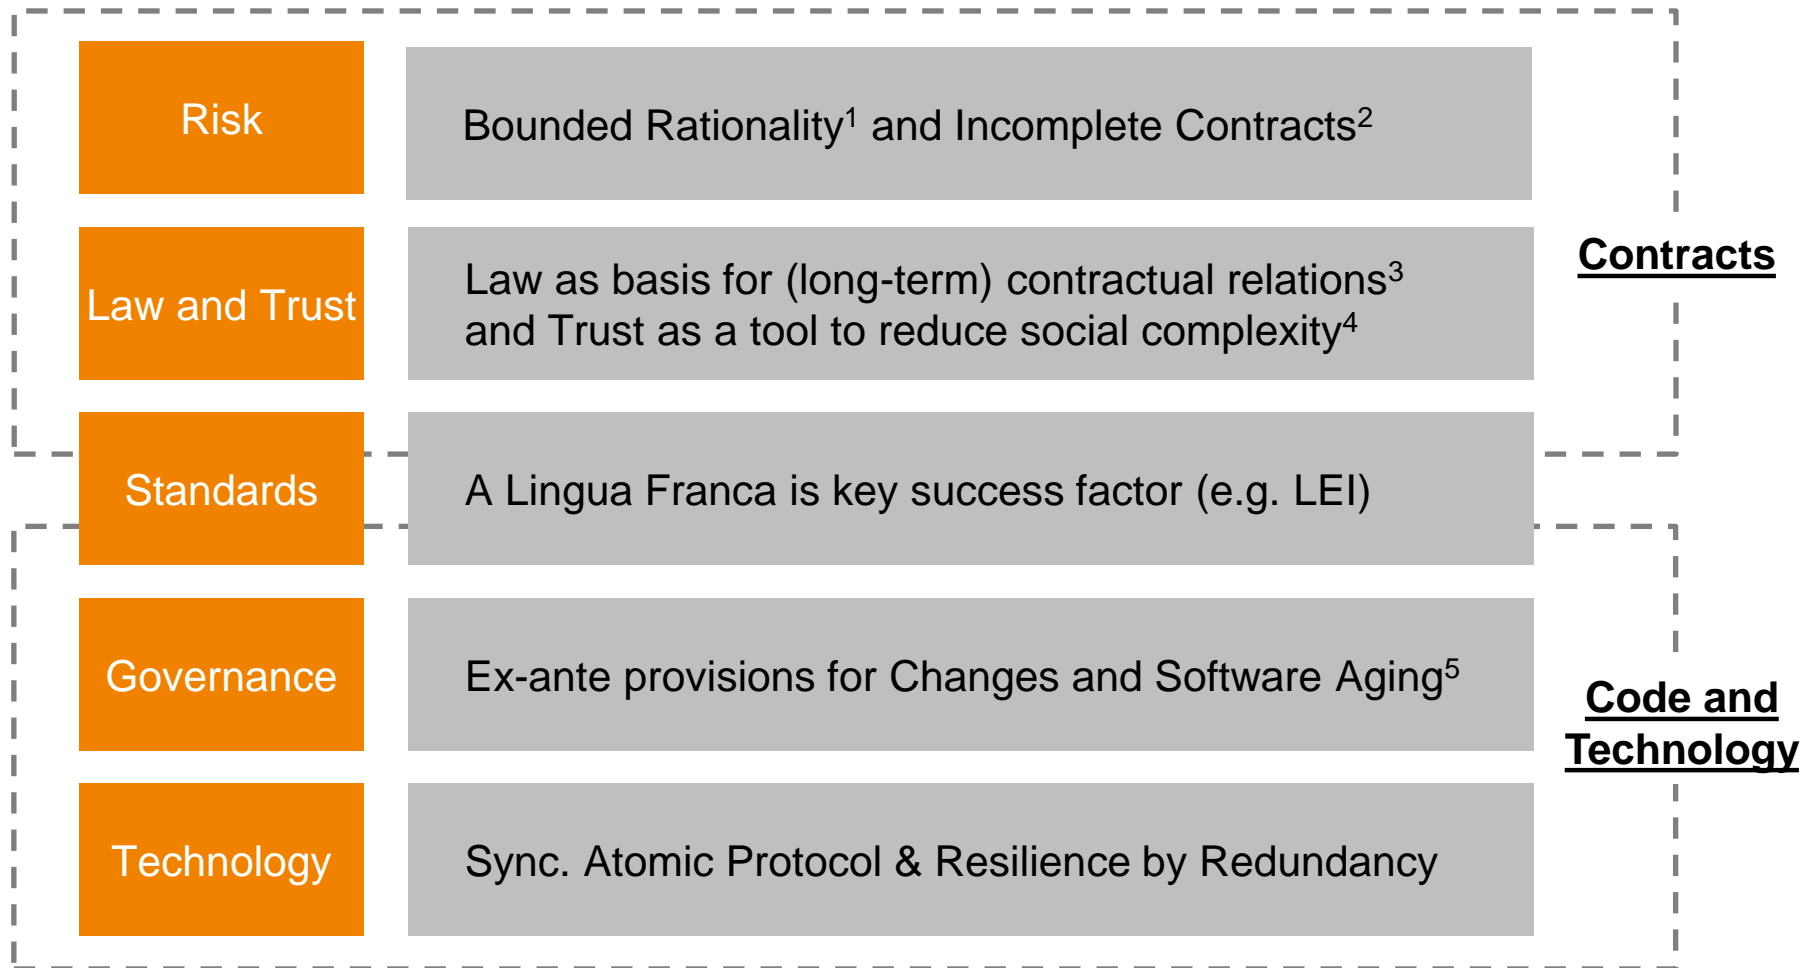 Risk
Bounded Rationality¹ and Incomplete Contracts²
Contracts
Law and Trust
Law as basis for (long-term) contractual relations³
and Trust as a tool to reduce social complexity⁴
Standards
A Lingua Franca is key success factor (e.g. LEI)
Governance
Ex-ante provisions for Changes and Software Aging⁵
Code and
Technology
Technology
Sync. Atomic Protocol & Resilience by Redundancy